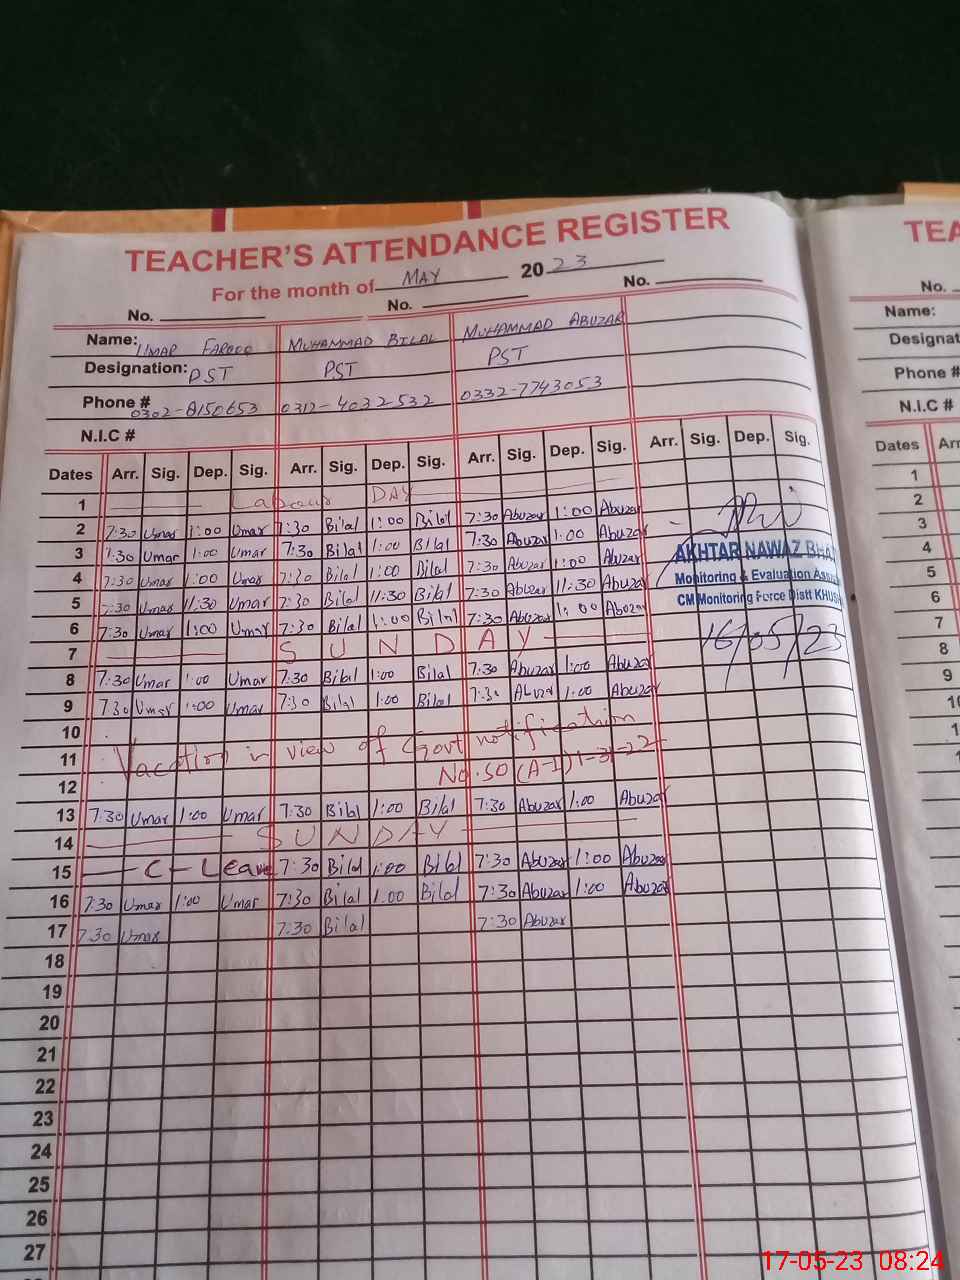 TEACHER'S ATTENDANCE REGISTER TEA
For the month of MAY 2023
No. No. No. No.
Name: UMAR FAROOQ MUHAMMAD BILAL MUHAMMAD ABUZAR Name:
Designation: PST PST PST Designat
Phone # 0302-8150653 0312-4032532 0332-7743053 Phone #
N.I.C # N.I.C #
Dates Arr. Sig. Dep. Sig. Arr. Sig. Dep. Sig. Arr. Sig. Dep. Sig. Arr. Sig. Dep. Sig. Dates Arr
1 Labour DAY 1
2 7:30 Umar 1:00 Umar 7:30 Bilal 1:00 Bilal 7:30 Abuzar 1:00 Abuzar 2
3 7:30 Umar 1:00 Umar 7:30 Bilal 1:00 Bilal 7:30 Abuzar 1:00 Abuzar 3
4 7:30 Umar 1:00 Umar 7:30 Bilal 1:00 Bilal 7:30 Abuzar 1:00 Abuzar 4
5 7:30 Umar 11:30 Umar 7:30 Bilal 11:30 Bilal 7:30 Abuzar 11:30 Abuzar 5
6 7:30 Umar 1:00 Umar 7:30 Bilal 1:00 Bilal 7:30 Abuzar 1:00 Abuzar 6
AKHTAR NAWAZ BHA
Monitoring & Evaluation Ass
CM Monitoring Force Distt KHUSH
16/05/23
7 SUNDAY 7
8 7:30 Umar 1:00 Umar 7:30 Bilal 1:00 Bilal 7:30 Abuzar 1:00 Abuzar 8
9 7:30 Umar 1:00 Umar 7:30 Bilal 1:00 Bilal 7:30 Abuzar 1:00 Abuzar 9
10 10
11 Vacation in view of Govt notification 1
12 No. SO (A-I) 1-3-22 1
13 7:30 Umar 1:00 Umar 7:30 Bilal 1:00 Bilal 7:30 Abuzar 1:00 Abuzar
14 SUNDAY
15 C - Leave 7:30 Bilal 1:00 Bilal 7:30 Abuzar 1:00 Abuzar
16 7:30 Umar 1:00 Umar 7:30 Bilal 1:00 Bilal 7:30 Abuzar 1:00 Abuzar
17 7:30 Umar 7:30 Bilal 7:30 Abuzar
18
19
20
21
22
23
24
25
26
27
17-05-23 08:24